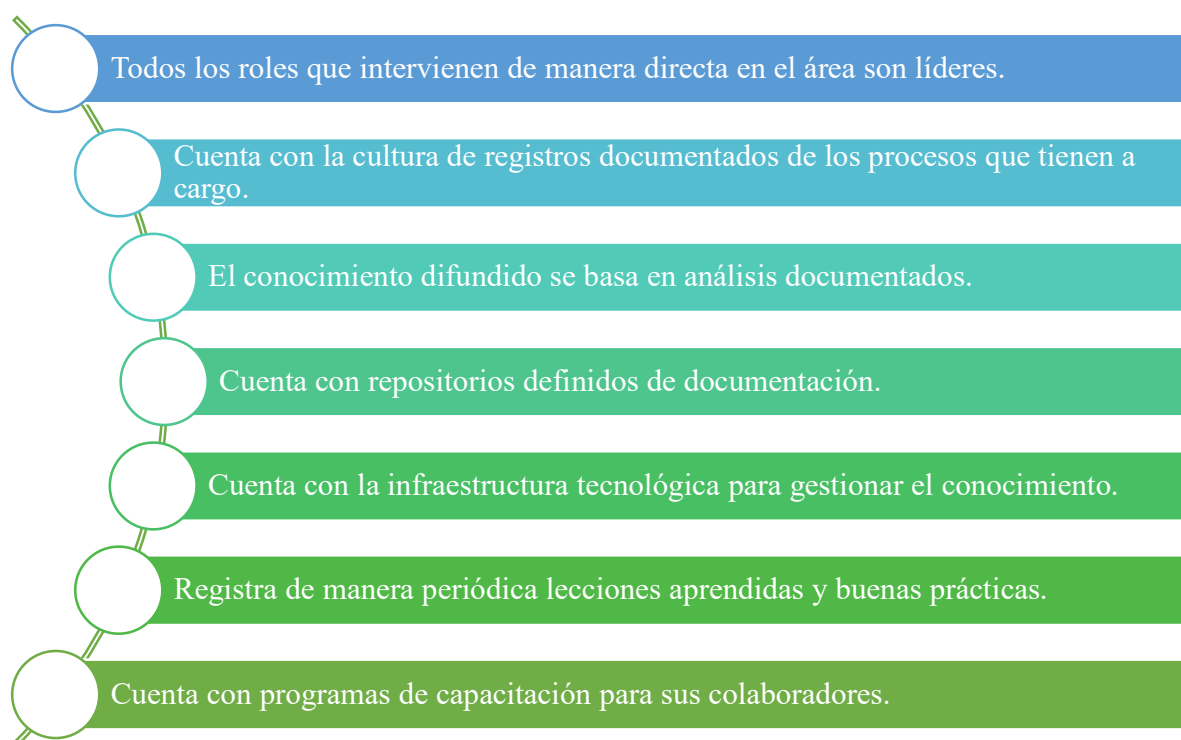 Todos los roles que intervienen de manera directa en el área son líderes.
Cuenta con la cultura de registros documentados de los procesos que tienen a
cargo.
El conocimiento difundido se basa en análisis documentados.
Cuenta con repositorios definidos de documentación.
Cuenta con la infraestructura tecnológica para gestionar el conocimiento.
Registra de manera periódica lecciones aprendidas y buenas prácticas.
Cuenta con programas de capacitación para sus colaboradores.